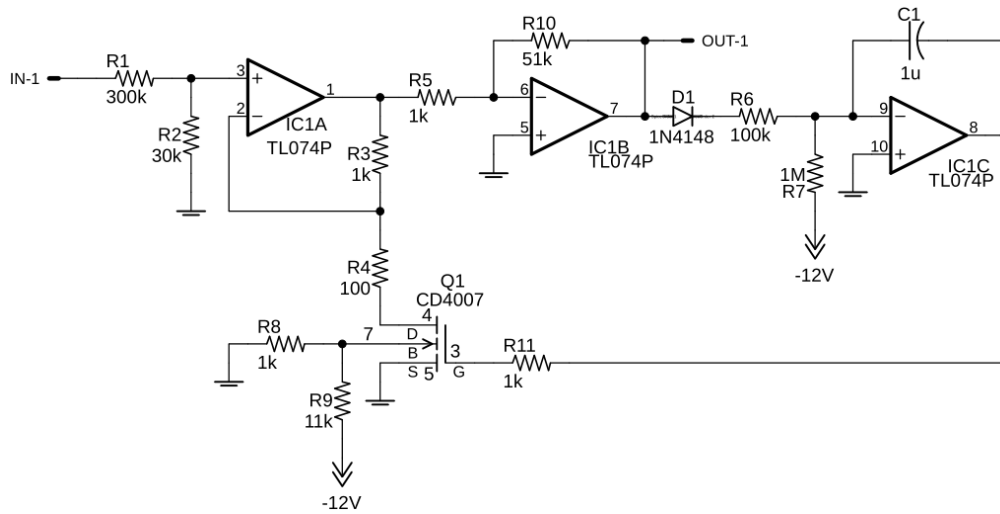 C1
R10
OUT-1
51k
IN-1
R1
3
+
1
R5
6
−
1u
300k
2
−
IC1A
TL074P
1k
5
+
7
D1
R6
9
−
8
R2
30k
R3
1k
IC1B
TL074P
1N4148
100k
10
+
IC1C
TL074P
1M
R7
-12V
R4
100
Q1
CD4007
4
R8
7
D
1k
B
3
R11
S
5
G
1k
R9
11k
-12V